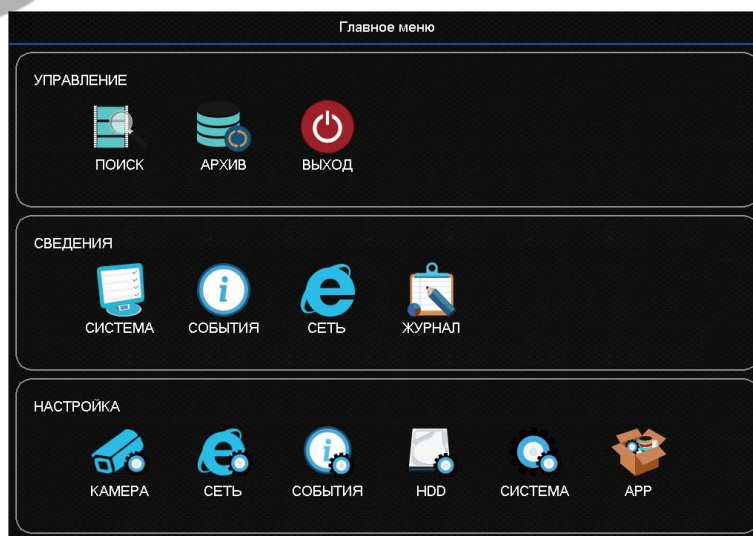 Главное меню
УПРАВЛЕНИЕ
ПОИСК АРХИВ ВЫХОД
СВЕДЕНИЯ
СИСТЕМА СОБЫТИЯ СЕТЬ ЖУРНАЛ
НАСТРОЙКА
КАМЕРА СЕТЬ СОБЫТИЯ HDD СИСТЕМА APP